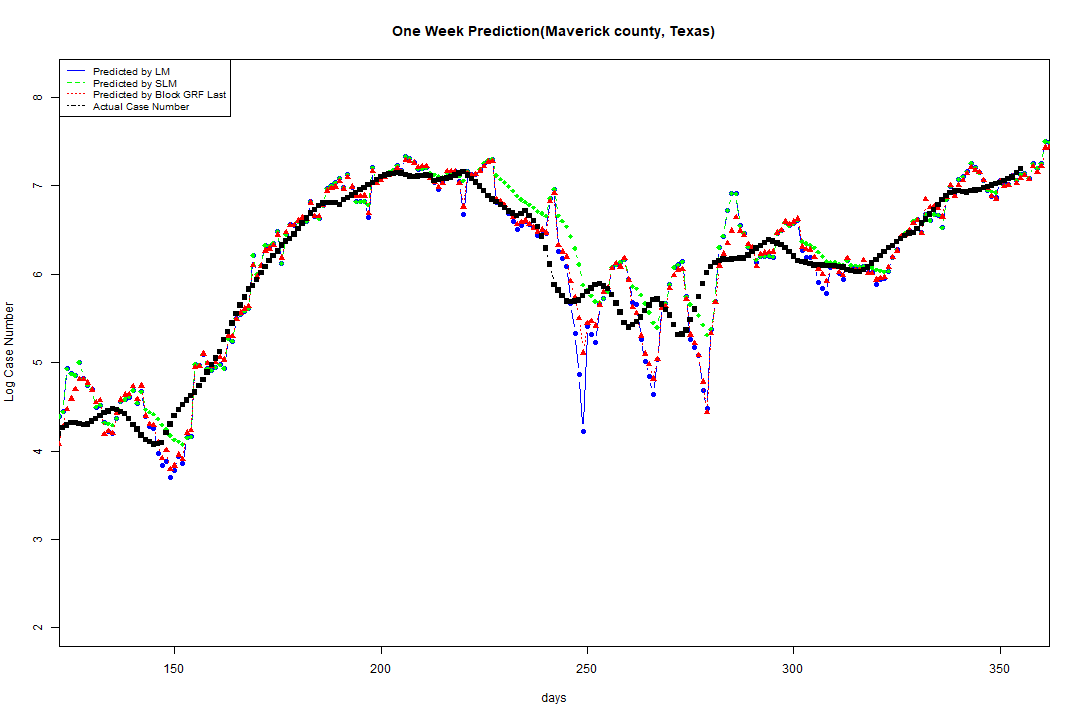 One Week Prediction(Maverick county, Texas)
Predicted by LM
Predicted by SLM
Predicted by Block GRF Last
Actual Case Number
Log Case Number
8
7
6
5
4
3
2
150 200 250 300 350
days